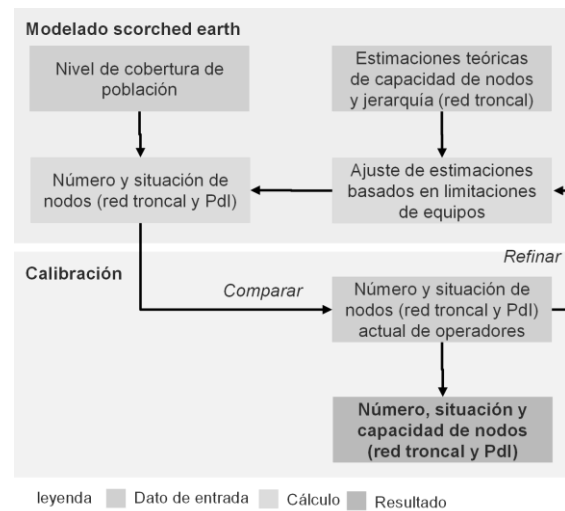 Modelado scorched earth
Nivel de cobertura de
población
Estimaciones teóricas
de capacidad de nodos
y jerarquía (red troncal)
Número y situación de
nodos (red troncal y PdI)
Ajuste de estimaciones
basados en limitaciones
de equipos
Refinar
Calibración
Comparar
Número y situación de
nodos (red troncal y PdI)
actual de operadores
Número, situación y
capacidad de nodos
(red troncal y PdI)
leyenda Dato de entrada Cálculo Resultado